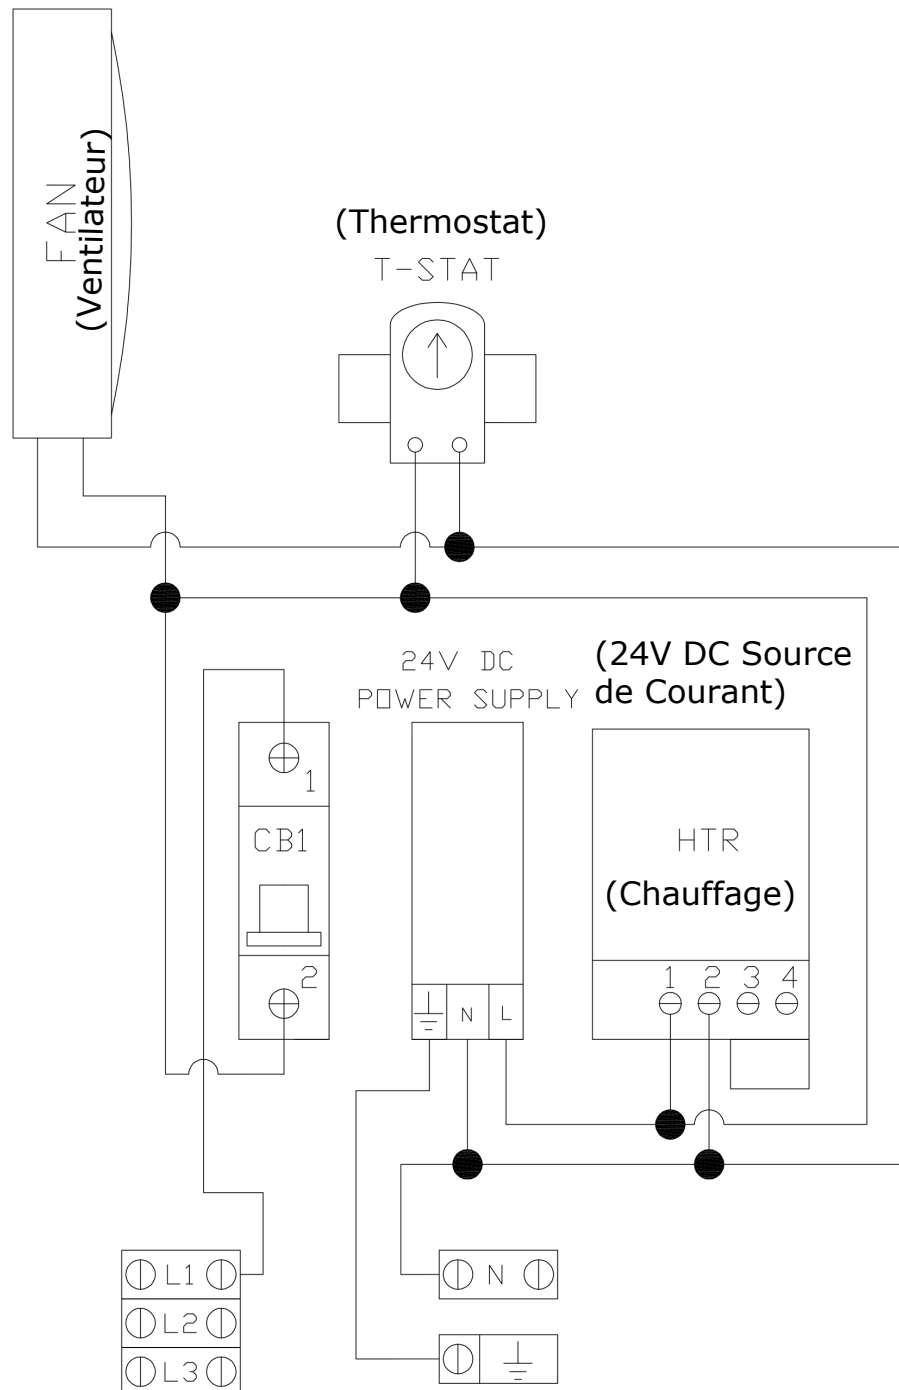 FAN
(Ventilateur)
(Thermostat)
T-STAT
24V DC
POWER SUPPLY
(24V DC Source
de Courant)
1
CB1
2
HTR
(Chauffage)
1 2 3 4
N L
L1
L2
L3
N